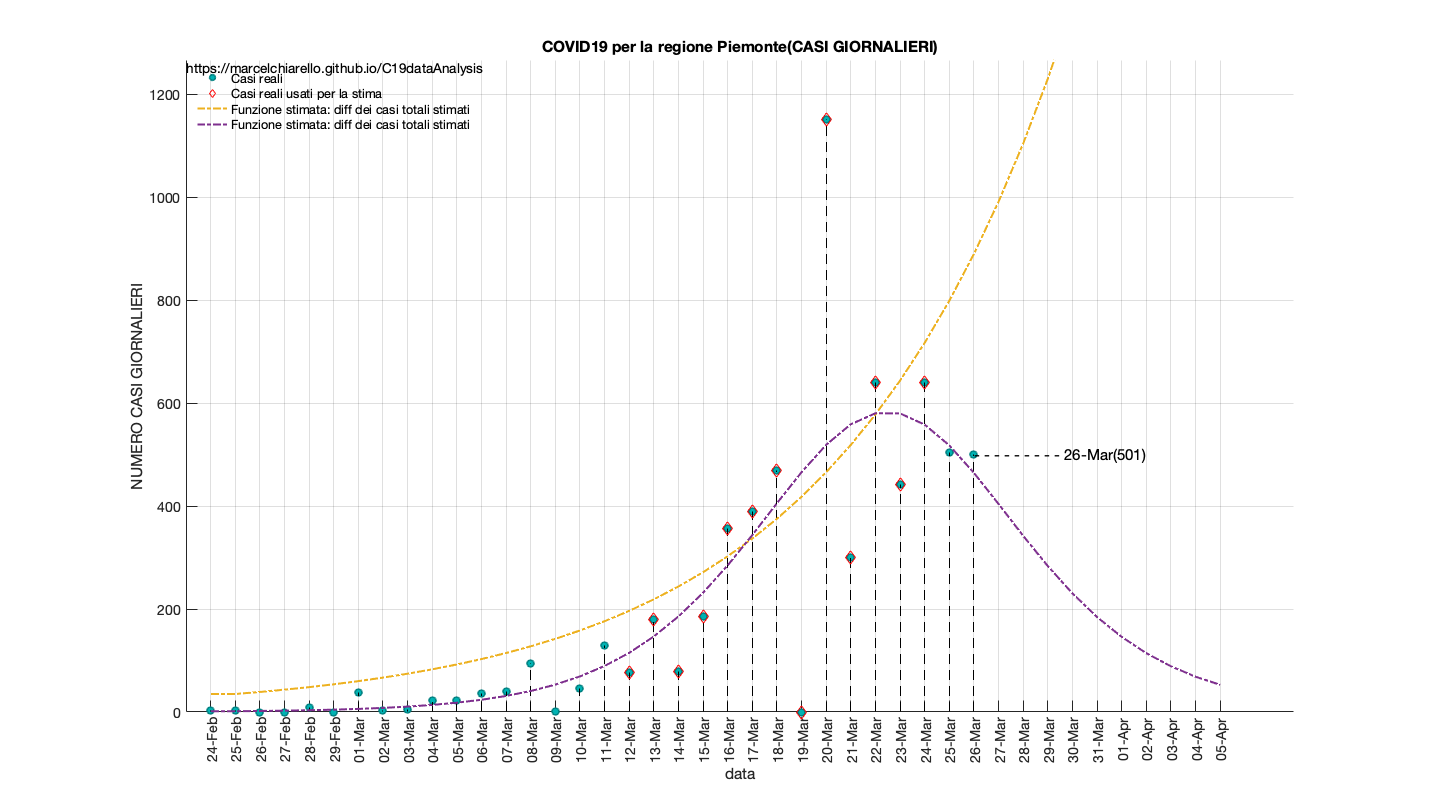 COVID19 per la regione Piemonte(CASI GIORNALIERI)
https://marcelchiarello.github.io/C19dataAnalysis
Casi reali
Casi reali usati per la stima
Funzione stimata: diff dei casi totali stimati
Funzione stimata: diff dei casi totali stimati
1200
1000
800
600
400
200
0
NUMERO CASI GIORNALIERI
26-Mar(501)
24-Feb
25-Feb
26-Feb
27-Feb
28-Feb
29-Feb
01-Mar
02-Mar
03-Mar
04-Mar
05-Mar
06-Mar
07-Mar
08-Mar
09-Mar
10-Mar
11-Mar
12-Mar
13-Mar
14-Mar
15-Mar
16-Mar
17-Mar
18-Mar
19-Mar
20-Mar
21-Mar
22-Mar
23-Mar
24-Mar
25-Mar
26-Mar
27-Mar
28-Mar
29-Mar
30-Mar
31-Mar
01-Apr
02-Apr
03-Apr
04-Apr
05-Apr
data